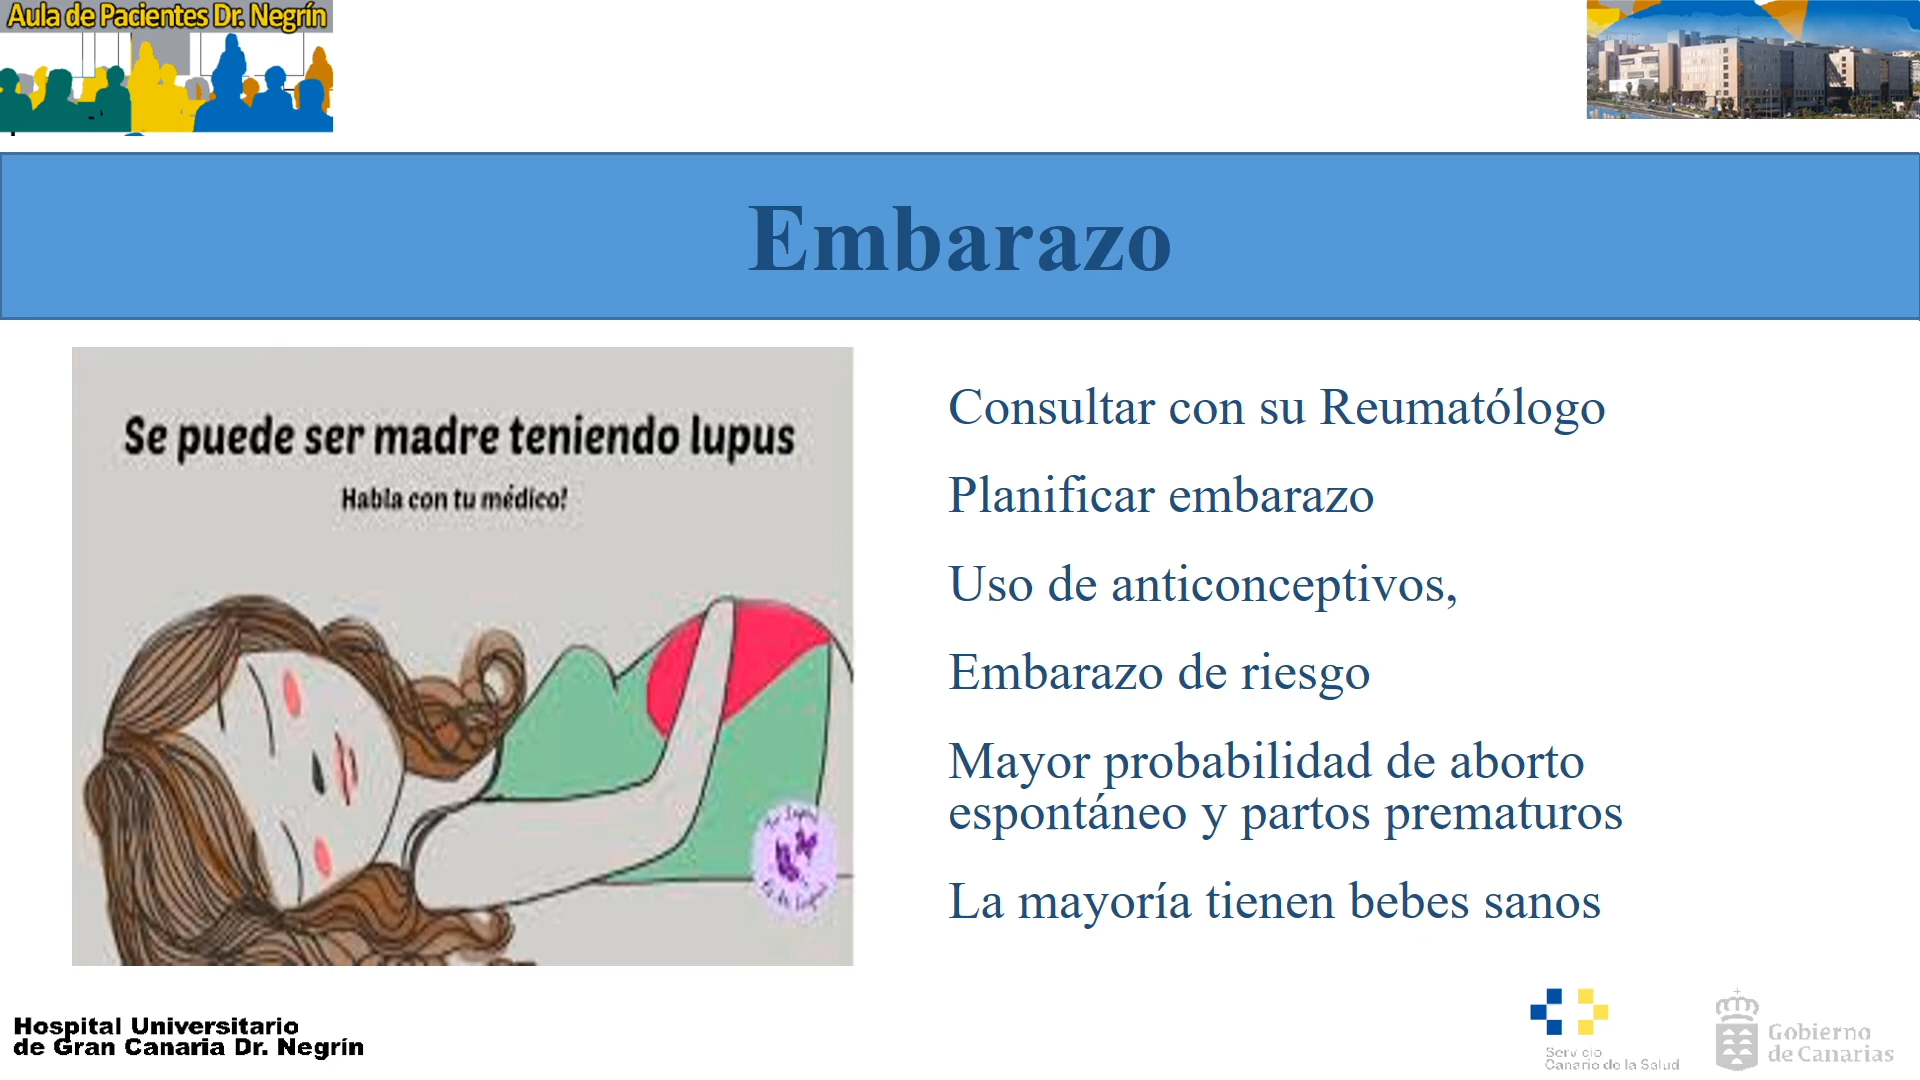 Aula de Pacientes Dr. Negrín
Embarazo
Se puede ser madre teniendo lupus
Habla con tu médico!
Consultar con su Reumatólogo
Planificar embarazo
Uso de anticonceptivos,
Embarazo de riesgo
Mayor probabilidad de aborto
espontáneo y partos prematuros
La mayoría tienen bebes sanos
Hospital Universitario
de Gran Canaria Dr. Negrín
Canario de la Salud
Gobierno
de Canarias